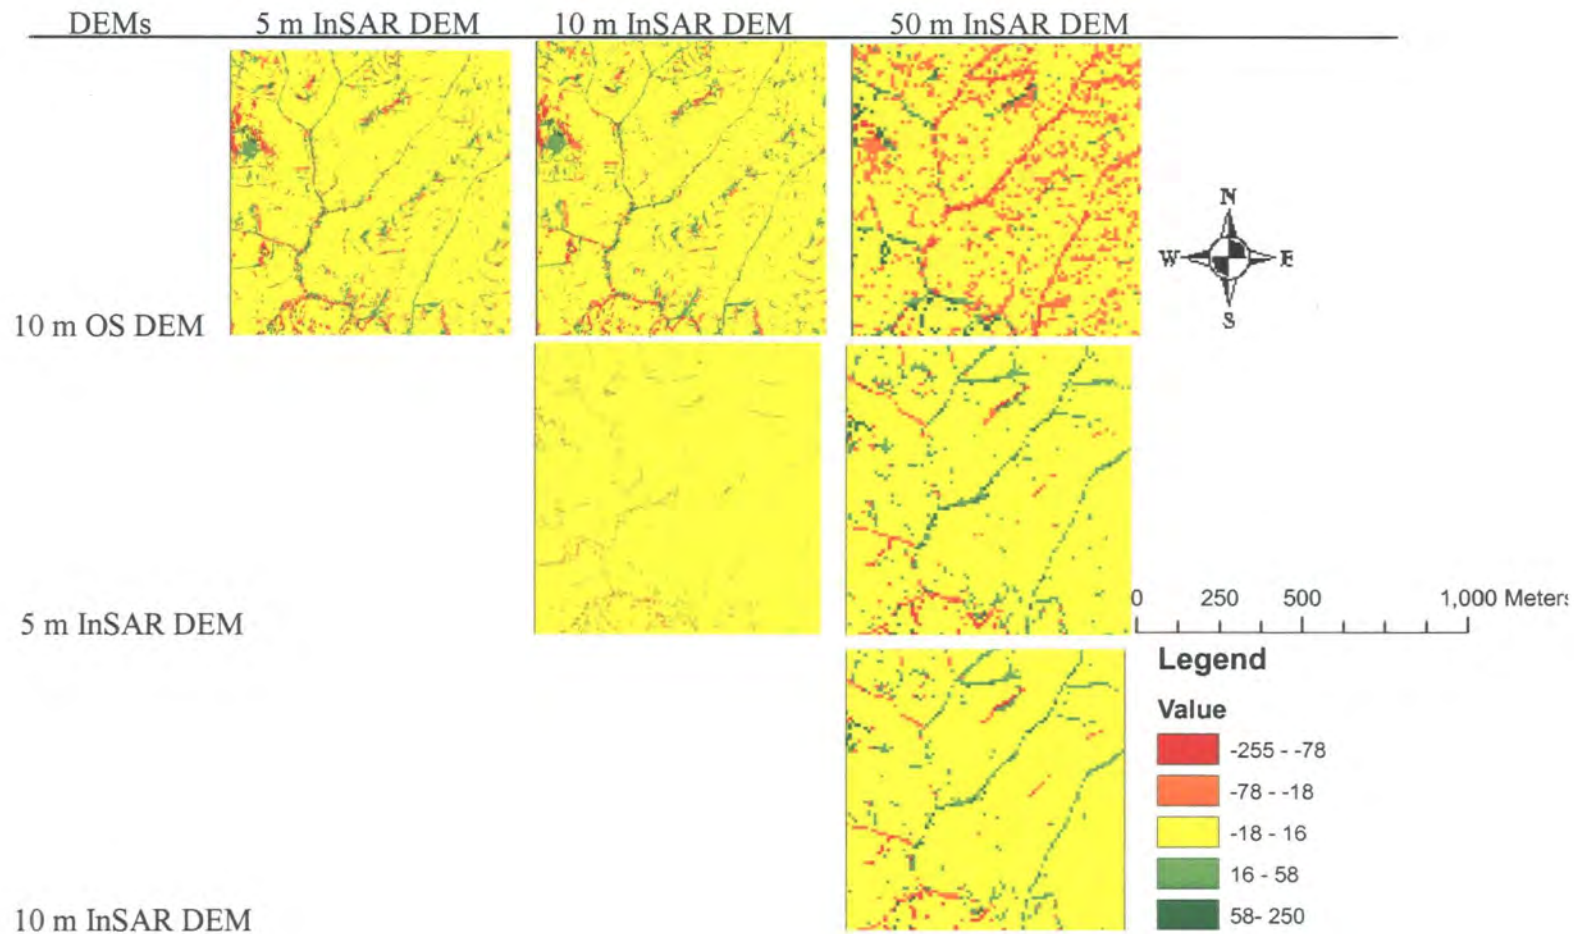 DEMs 5 m InSAR DEM 10 m InSAR DEM 50 m InSAR DEM
N
W E
S
10 m OS DEM
0 250 500 1,000 Meters
5 m InSAR DEM
Legend
Value
-255 - -78
-78 - -18
-18 - 16
16 - 58
58- 250
10 m InSAR DEM